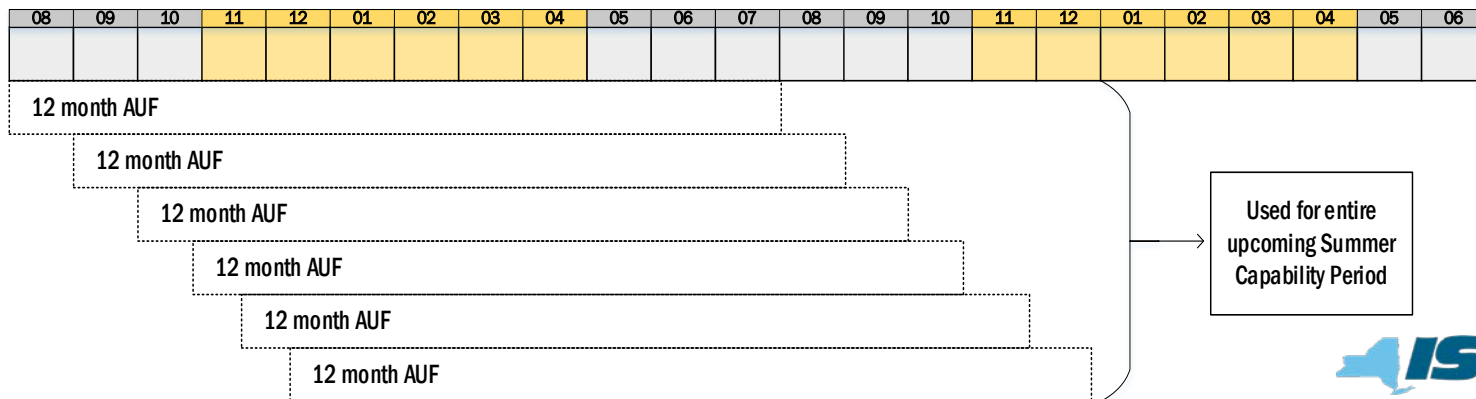 08 09 10 11 12 01 02 03 04 05 06 07 08 09 10 11 12 01 02 03 04 05 06
12 month AUF
12 month AUF
12 month AUF
12 month AUF
12 month AUF
12 month AUF
Used for entire
upcoming Summer
Capability Period
IS